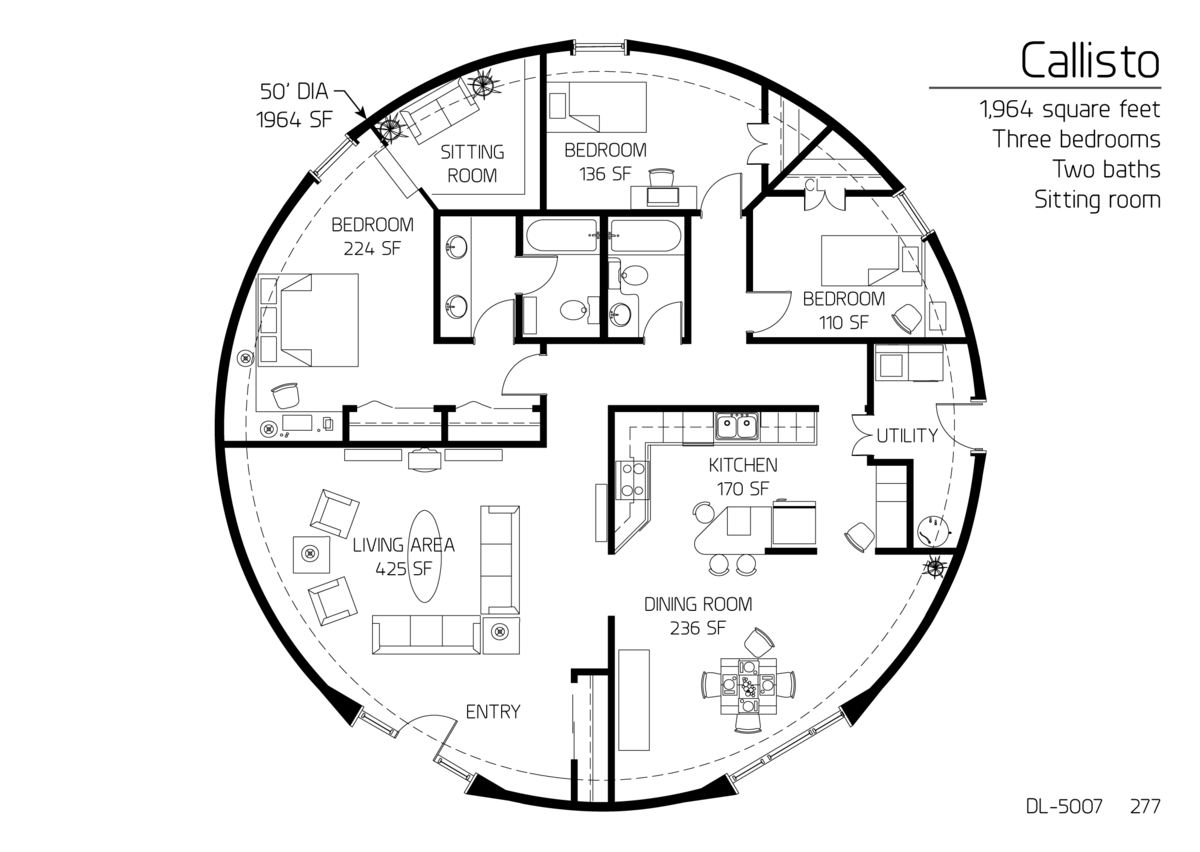 Callisto
1,964 square feet
Three bedrooms
Two baths
Sitting room
50' DIA
1964 SF
SITTING
ROOM
BEDROOM
136 SF
CL
BEDROOM
224 SF
BEDROOM
110 SF
UTILITY
KITCHEN
170 SF
LIVING AREA
425 SF
DINING ROOM
236 SF
ENTRY
DL-5007 277